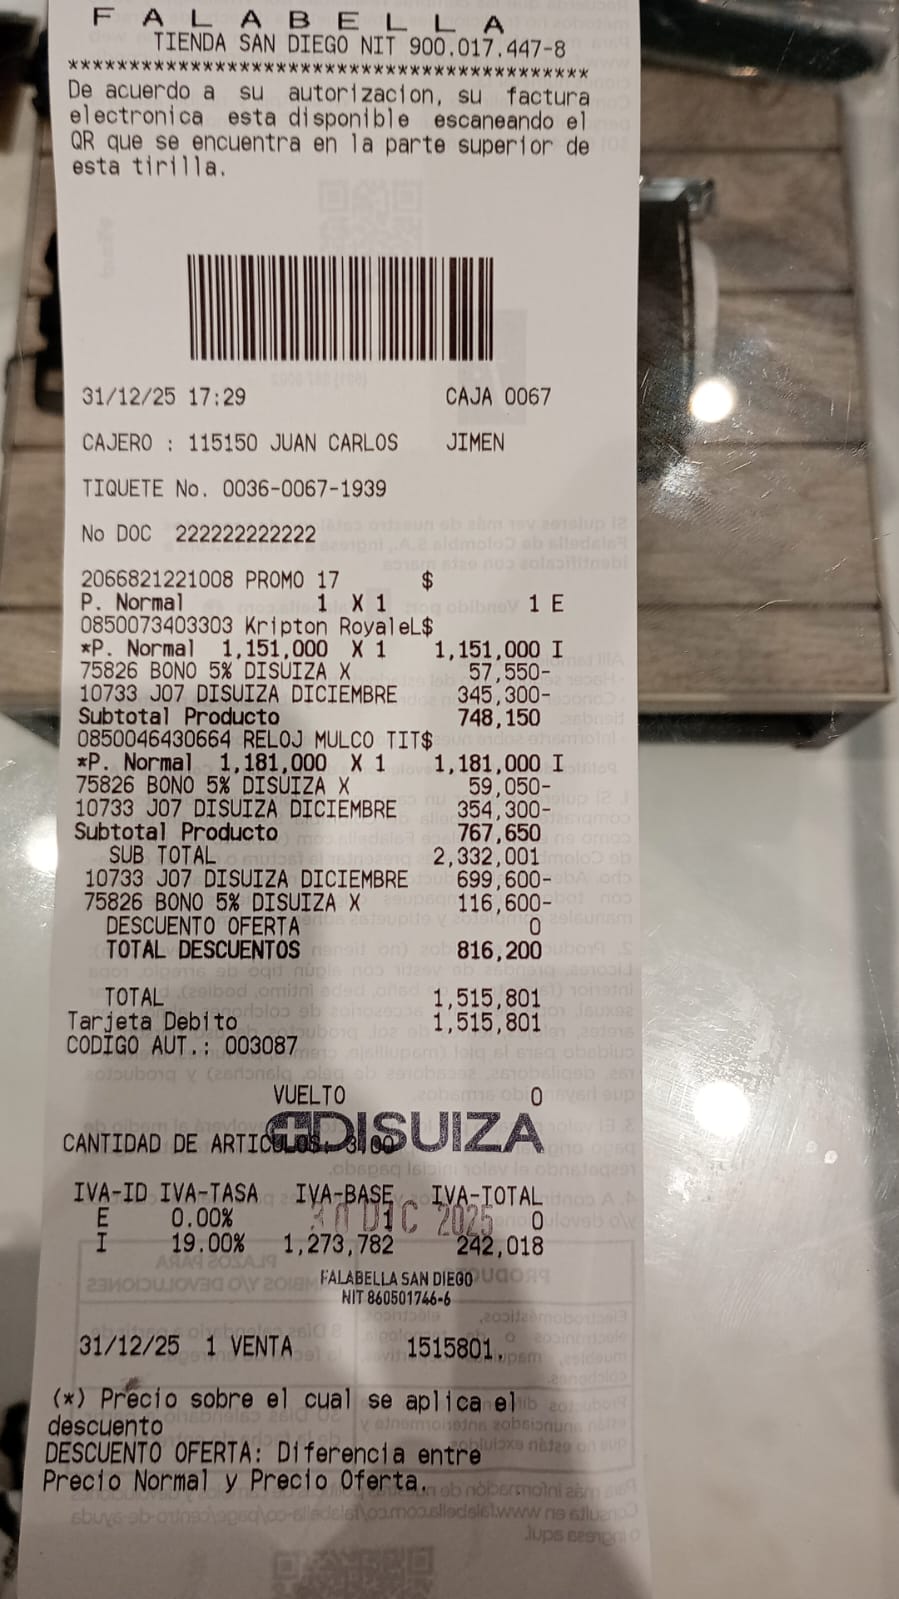 FALABELLA
TIENDA SAN DIEGO NIT 900.017.447-8
********************************************
De acuerdo a su autorizacion, su factura
electronica esta disponible escaneando el
QR que se encuentra en la parte superior de
esta tirilla.
31/12/25 17:29 CAJA 0067
CAJERO : 115150 JUAN CARLOS JIMEN
TIQUETE No. 0036-0067-1939
No DOC 222222222222
2066821221008 PROMO 17 $
P. Normal 1 X 1 1 E
0850073403303 Kripton RoyaleL$
*P. Normal 1,151,000 X 1 1,151,000 I
75826 BONO 5% DISUIZA X 57,550-
10733 J07 DISUIZA DICIEMBRE 345,300-
Subtotal Producto 748,150
0850046430664 RELOJ MULCO TIT$
*P. Normal 1,181,000 X 1 1,181,000 I
75826 BONO 5% DISUIZA X 59,050-
10733 J07 DISUIZA DICIEMBRE 354,300-
Subtotal Producto 767,650
SUB TOTAL 2,332,001
10733 J07 DISUIZA DICIEMBRE 699,600-
75826 BONO 5% DISUIZA X 116,600-
DESCUENTO OFERTA 0
TOTAL DESCUENTOS 816,200
TOTAL 1,515,801
Tarjeta Debito 1,515,801
CODIGO AUT.: 003087
VUELTO 0
DISUIZA
CANTIDAD DE ARTICULOS: 3.00
IVA-ID IVA-TASA IVA-BASE IVA-TOTAL
E 0.00% 1 0
30 DIC 2025
I 19.00% 1,273,782 242,018
FALABELLA SAN DIEGO
NIT 860501746-6
31/12/25 1 VENTA 1515801.
(*) Precio sobre el cual se aplica el
descuento
DESCUENTO OFERTA: Diferencia entre
Precio Normal y Precio Oferta.